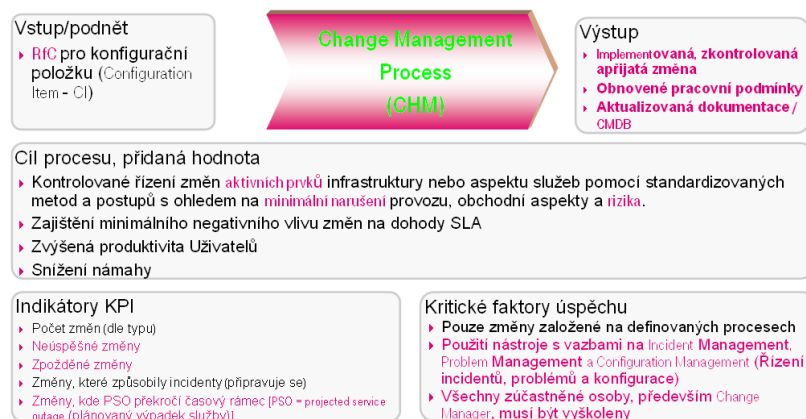 Vstup/podnět
RfC pro konfigurační
položku (Configuration
Item - CI)
Change Management
Process
(CHM)
Výstup
Implementovaná, zkontrolovaná
apřijatá změna
Obnovené pracovní podmínky
Aktualizovaná dokumentace /
CMDB
Cíl procesu, přidaná hodnota
Kontrolované řízení změn aktivních prvků infrastruktury nebo aspektu služeb pomocí standardizovaných
metod a postupů s ohledem na minimální narušení provozu, obchodní aspekty a rizika.
Zajištění minimálního negativního vlivu změn na dohody SLA
Zvýšená produktivita Uživatelů
Snížení námahy
Indikátory KPI
Počet změn (dle typu)
Neúspěšné změny
Zpožděné změny
Změny, které způsobily incidenty (připravuje se)
Změny, kde PSO překročí časový rámec [PSO = projected service
outage (plánovaný výpadek služby)]
Kritické faktory úspěchu
Pouze změny založené na definovaných procesech
Použití nástroje s vazbami na Incident Management,
Problem Management a Configuration Management (Řízení
incidentů, problémů a konfigurace)
Všechny zúčastněné osoby, především Change
Manager, musí být vyškoleny